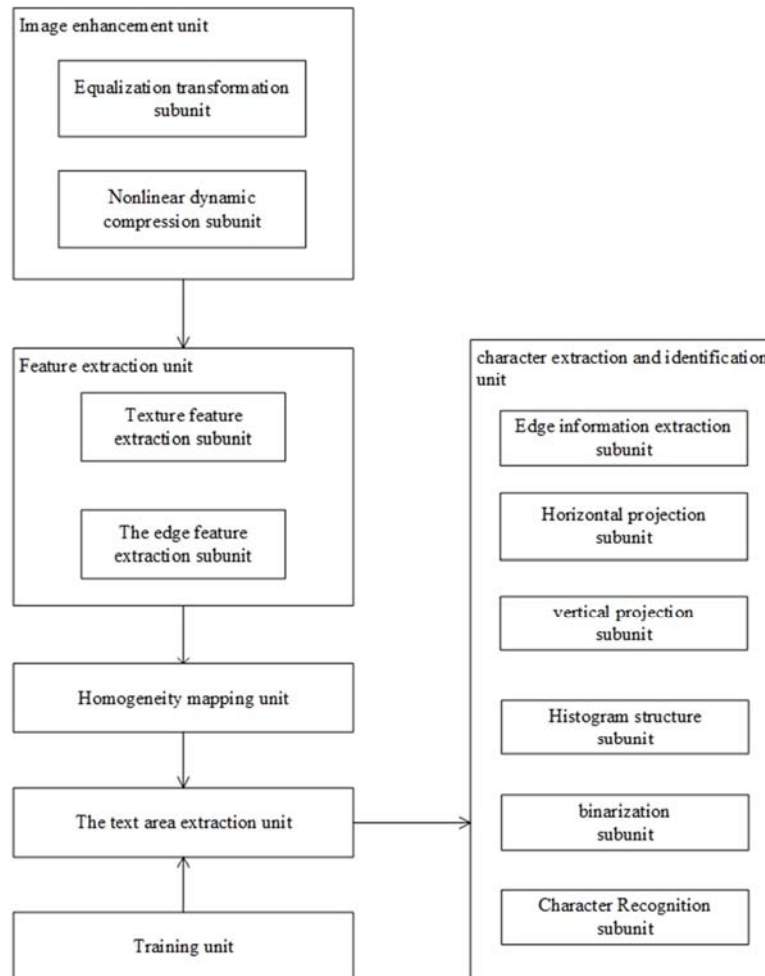 Image enhancement unit
Equalization transformation
subunit
Nonlinear dynamic
compression subunit
Feature extraction unit
Texture feature
extraction subunit
The edge feature
extraction subunit
Homogeneity mapping unit
The text area extraction unit
Training unit
character extraction and identification
unit
Edge information extraction
subunit
Horizontal projection
subunit
vertical projection
subunit
Histogram structure
subunit
binarization
subunit
Character Recognition
subunit